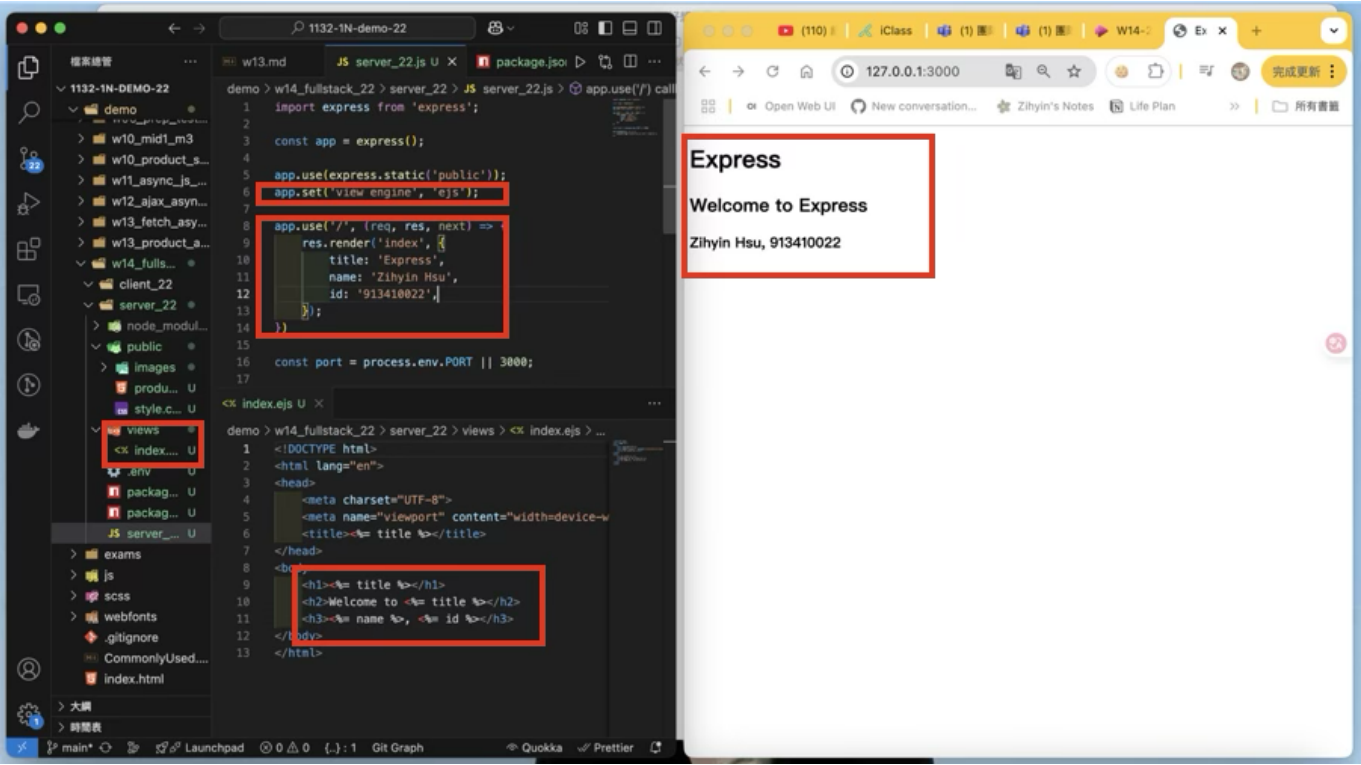 1132-1N-demo-22
檔案總管
1132-1N-DEMO-22
demo
w10_mid1_m3
w10_product_s...
w11_async_js_...
w12_ajax_asyn...
w13_fetch_asy...
w13_product_a...
w14_fulls...
client_22
server_22
node_modul...
public
images
produ... U
style.c... U
views
index.... U
.env U
packag... U
packag... U
server_... U
exams
js
scss
webfonts
.gitignore
CommonlyUsed....
index.html
大綱
時間表
22
1
w13.md
JS server_22.js U
package.json
demo > w14_fullstack_22 > server_22 > JS server_22.js > app.use('/') call
1 import express from 'express';
2
3 const app = express();
4
5 app.use(express.static('public'));
6 app.set('view engine', 'ejs');
7
8 app.use('/', (req, res, next) => {
9 res.render('index', {
10 title: 'Express',
11 name: 'Zihyin Hsu',
12 id: '913410022',
13 });
14 })
15
16 const port = process.env.PORT || 3000;
17
index.ejs U
demo > w14_fullstack_22 > server_22 > views > <% index.ejs > ...
1 <!DOCTYPE html>
2 <html lang="en">
3 <head>
4 <meta charset="UTF-8">
5 <meta name="viewport" content="width=device-w
6 <title><%= title %></title>
7 </head>
8 <body>
9 <h1><%= title %></h1>
10 <h2>Welcome to <%= title %></h2>
11 <h3><%= name %>, <%= id %></h3>
12 </body>
13 </html>
main* Launchpad 0 0 {..} : 1 Git Graph Quokka Prettier
(110) iClass (1) (1) W14-2 Ex
127.0.0.1:3000 完成更新
Open Web UI New conversation... Zihyin's Notes Life Plan 所有書籤
Express
Welcome to Express
Zihyin Hsu, 913410022